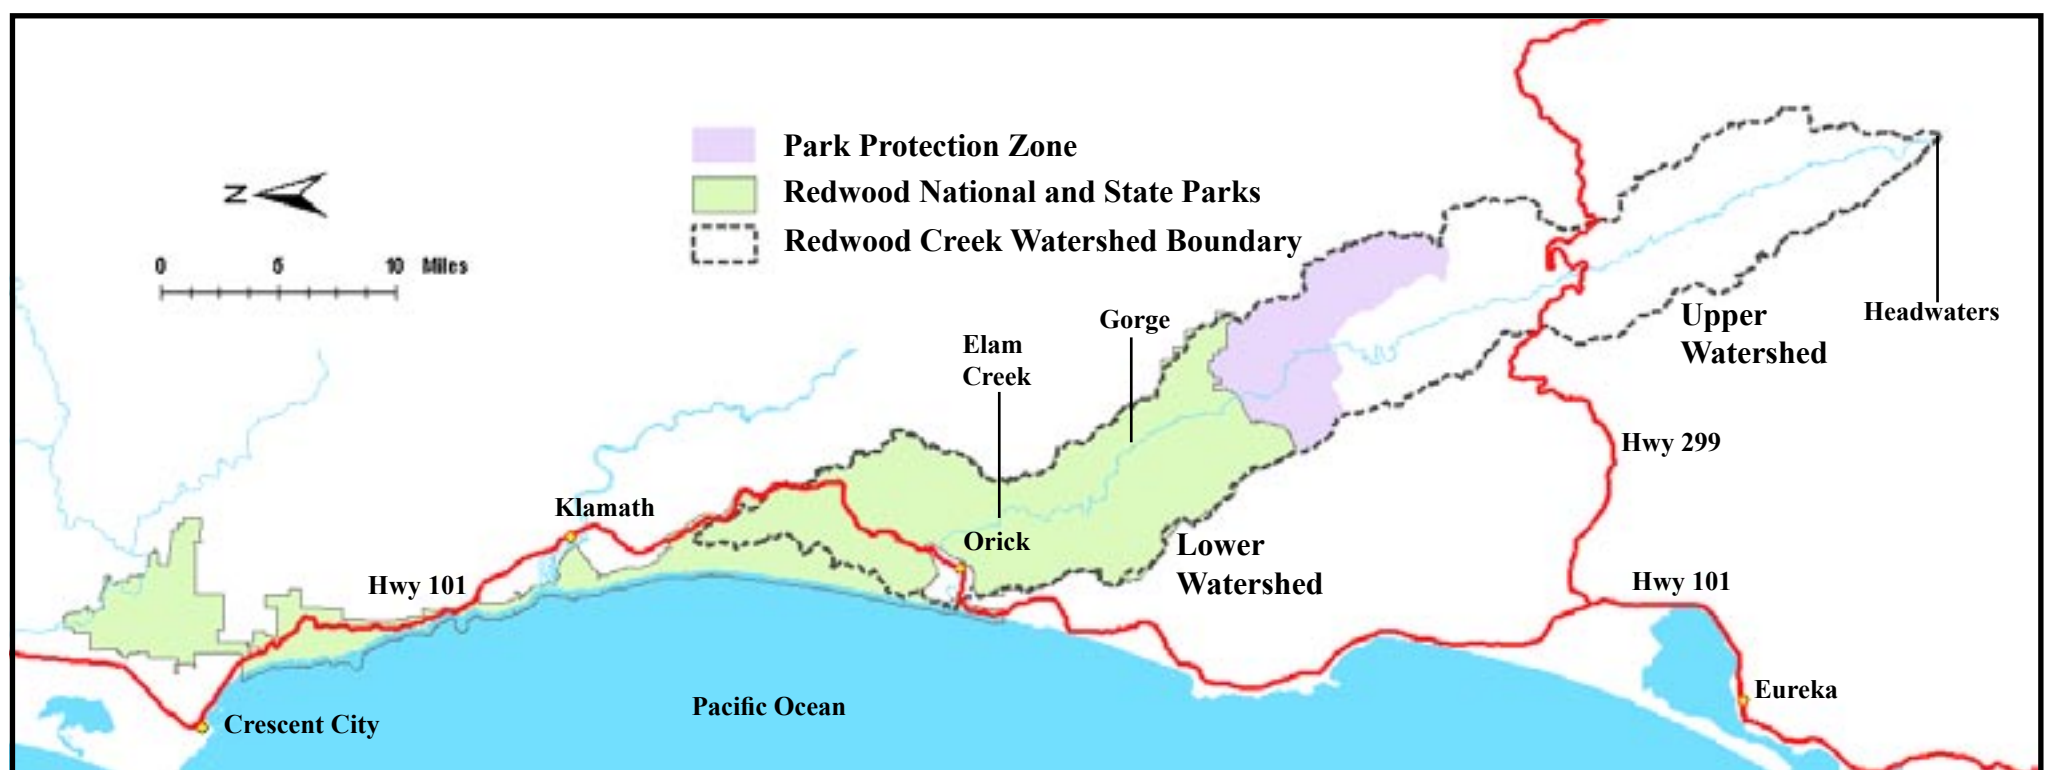 Park Protection Zone
Redwood National and State Parks
Redwood Creek Watershed Boundary
N
0 5 10 Miles
Gorge
Elam
Creek
Headwaters
Upper
Watershed
Hwy 299
Klamath
Orick
Lower
Watershed
Hwy 101
Hwy 101
Eureka
Pacific Ocean
Crescent City